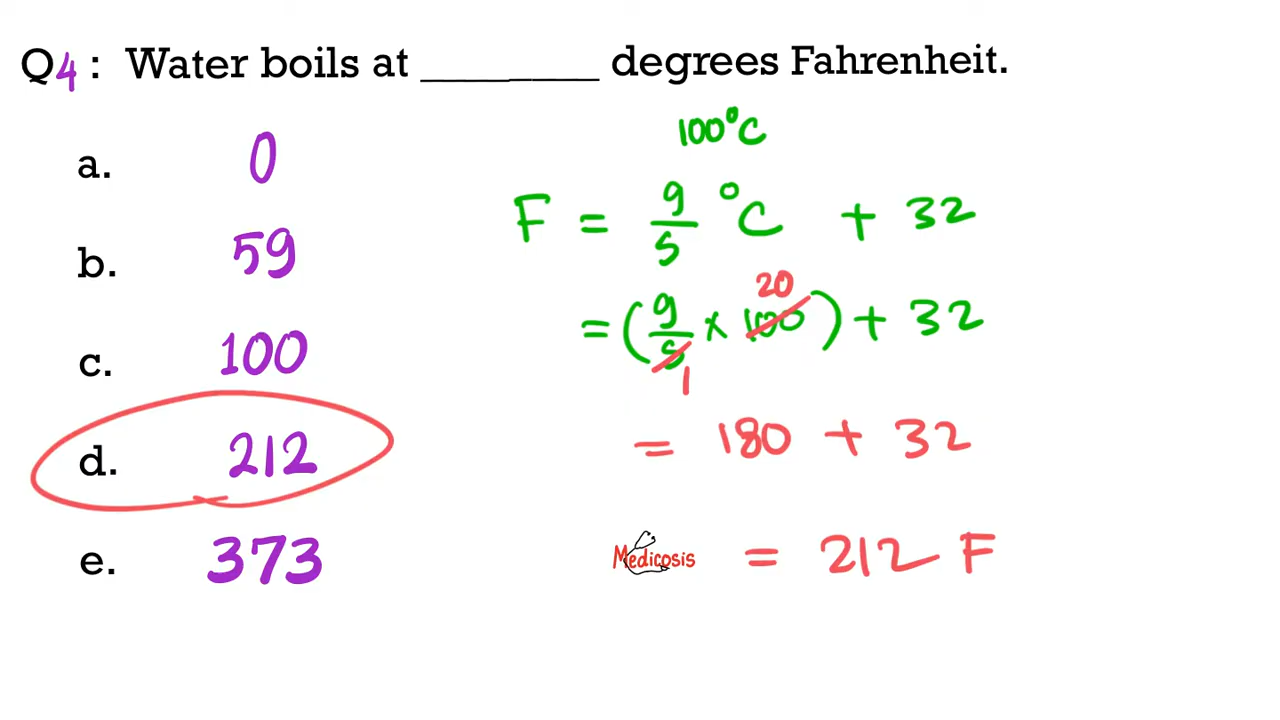 Q4 : Water boils at ________ degrees Fahrenheit.
a. 0
b. 59
c. 100
d. 212
e. 373
100°C
F = 9/5 °C + 32
20
= (9/5 × 100) + 32
1
= 180 + 32
Medicosis
= 212 F